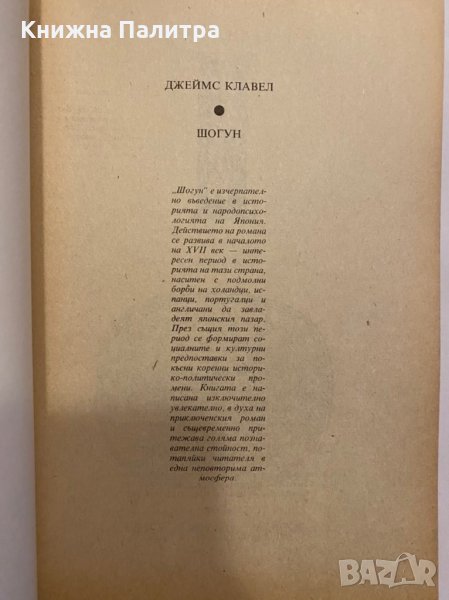 Книжна Палитра
ДЖЕЙМС КЛАВЕЛ
ШОГУН
„Шогун“ е изчерпател-
но въведение в исто-
рията и народопсихо-
логията на Япония.
Действието на романа
се развива в началото
на XVII век — инте-
ресен период в ис-
торията на тази страна,
наситен с подмолни
борби на холандци, ис-
панци, португалци и
англичани да завла-
деят японския пазар.
През същия този пе-
риод се формират со-
циалните и културни
предпоставки за по-
късни коренни истори-
ко-политически про-
мени. Книгата е на-
писана изключително
увлекателно, в духа на
приключенския роман
и същевременно при-
тежава голяма позна-
вателна стойност, по-
тапяйки читателя в
една неповторима ат-
мосфера.
BAZAR
bg